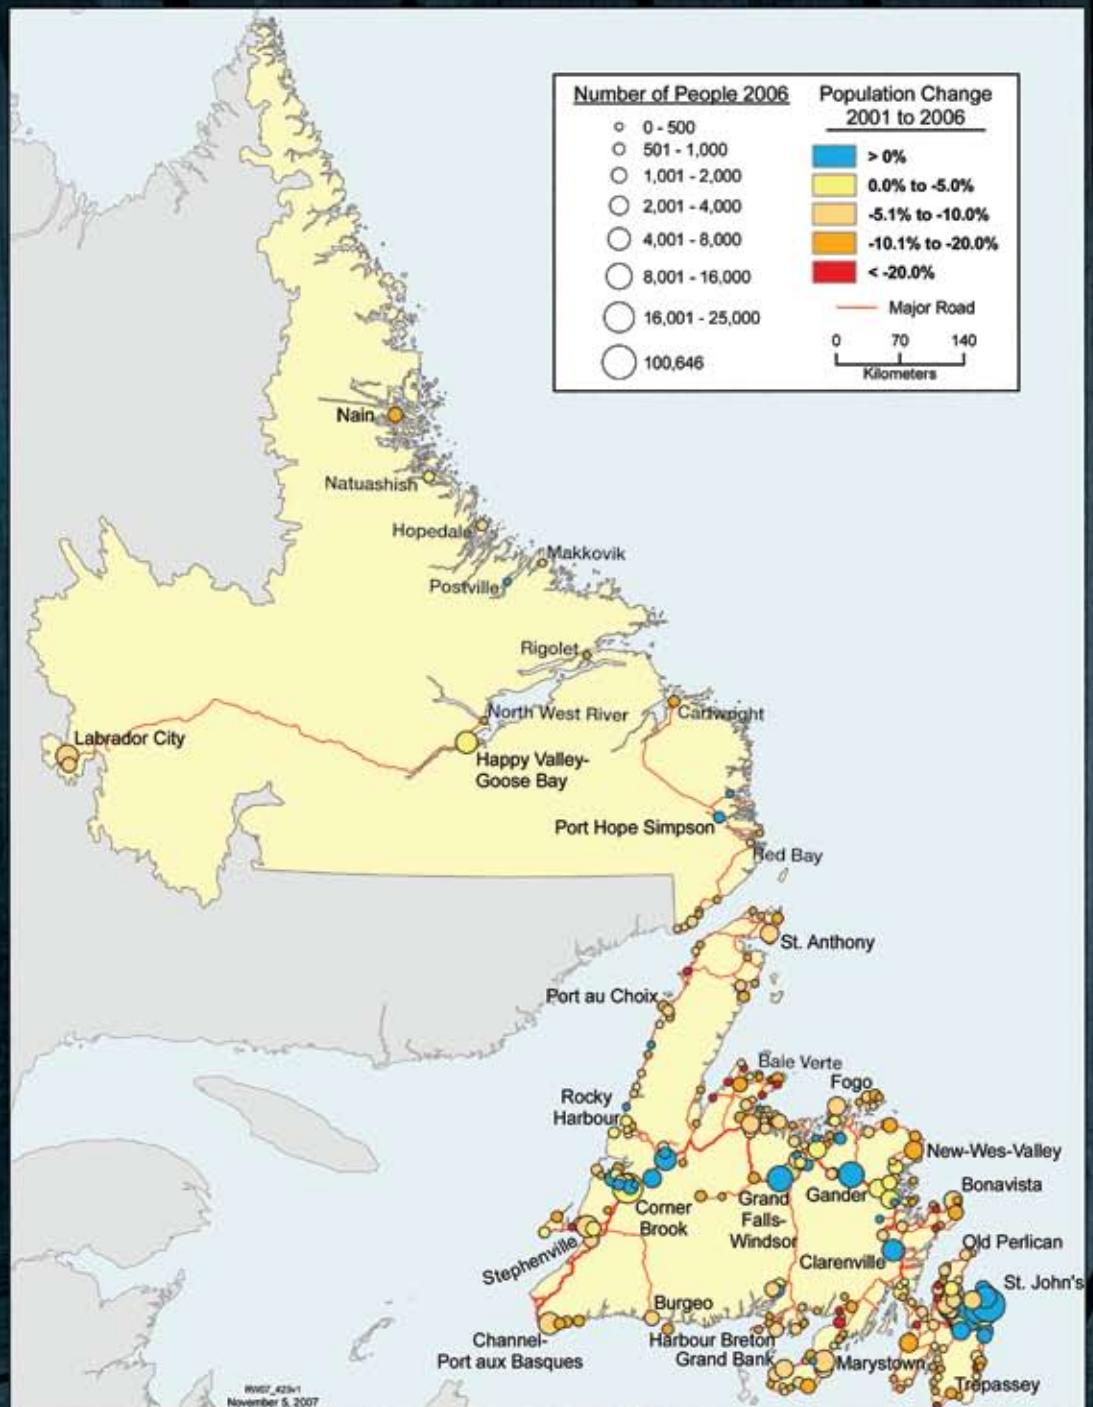 Number of People 2006
0 - 500
501 - 1,000
1,001 - 2,000
2,001 - 4,000
4,001 - 8,000
8,001 - 16,000
16,001 - 25,000
100,646
Population Change
2001 to 2006
> 0%
0.0% to -5.0%
-5.1% to -10.0%
-10.1% to -20.0%
< -20.0%
Major Road
0 70 140
Kilometers
Nain
Natuashish
Hopedale
Makkovik
Postville
Rigolet
North West River
Cartwright
Labrador City
Happy Valley-
Goose Bay
Port Hope Simpson
Red Bay
St. Anthony
Port au Choix
Baie Verte
Fogo
Rocky
Harbour
New-Wes-Valley
Bonavista
Corner
Brook
Grand
Falls-
Windsor
Gander
Old Perlican
Stephenville
Clarenville
St. John's
Burgeo
Channel-
Port aux Basques
Harbour Breton
Grand Bank
Marystown
Trepassey
RW07_423v1
November 5, 2007